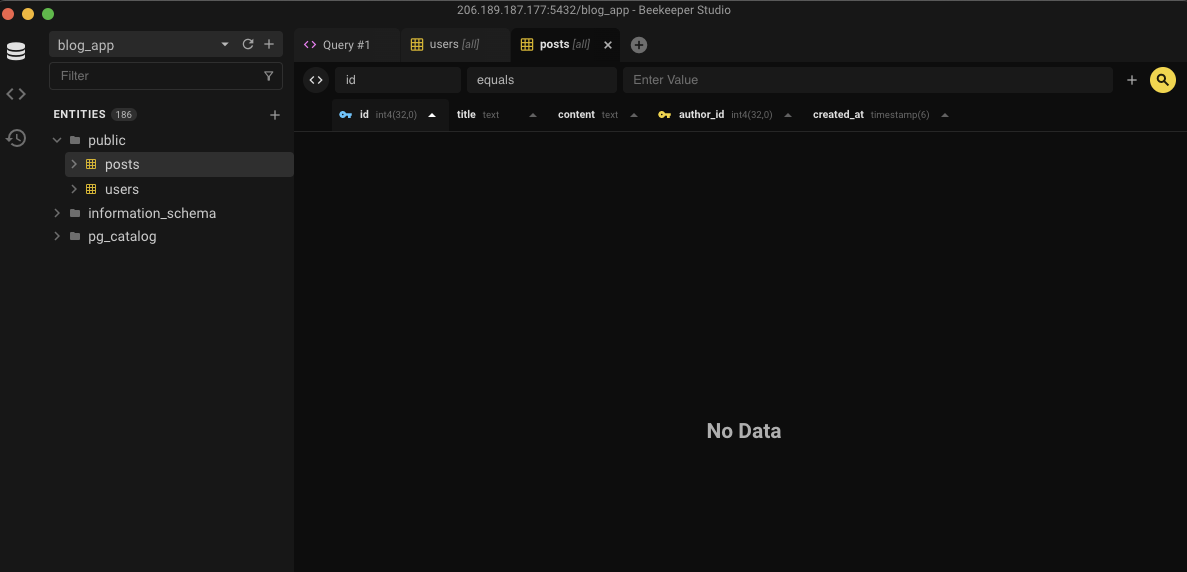 206.189.187.177:5432/blog_app - Beekeeper Studio
blog_app
Filter
ENTITIES 186
public
posts
users
information_schema
pg_catalog
Query #1 users [all] posts [all]
id equals Enter Value
id int4(32,0) title text content text author_id int4(32,0) created_at timestamp(6)
No Data